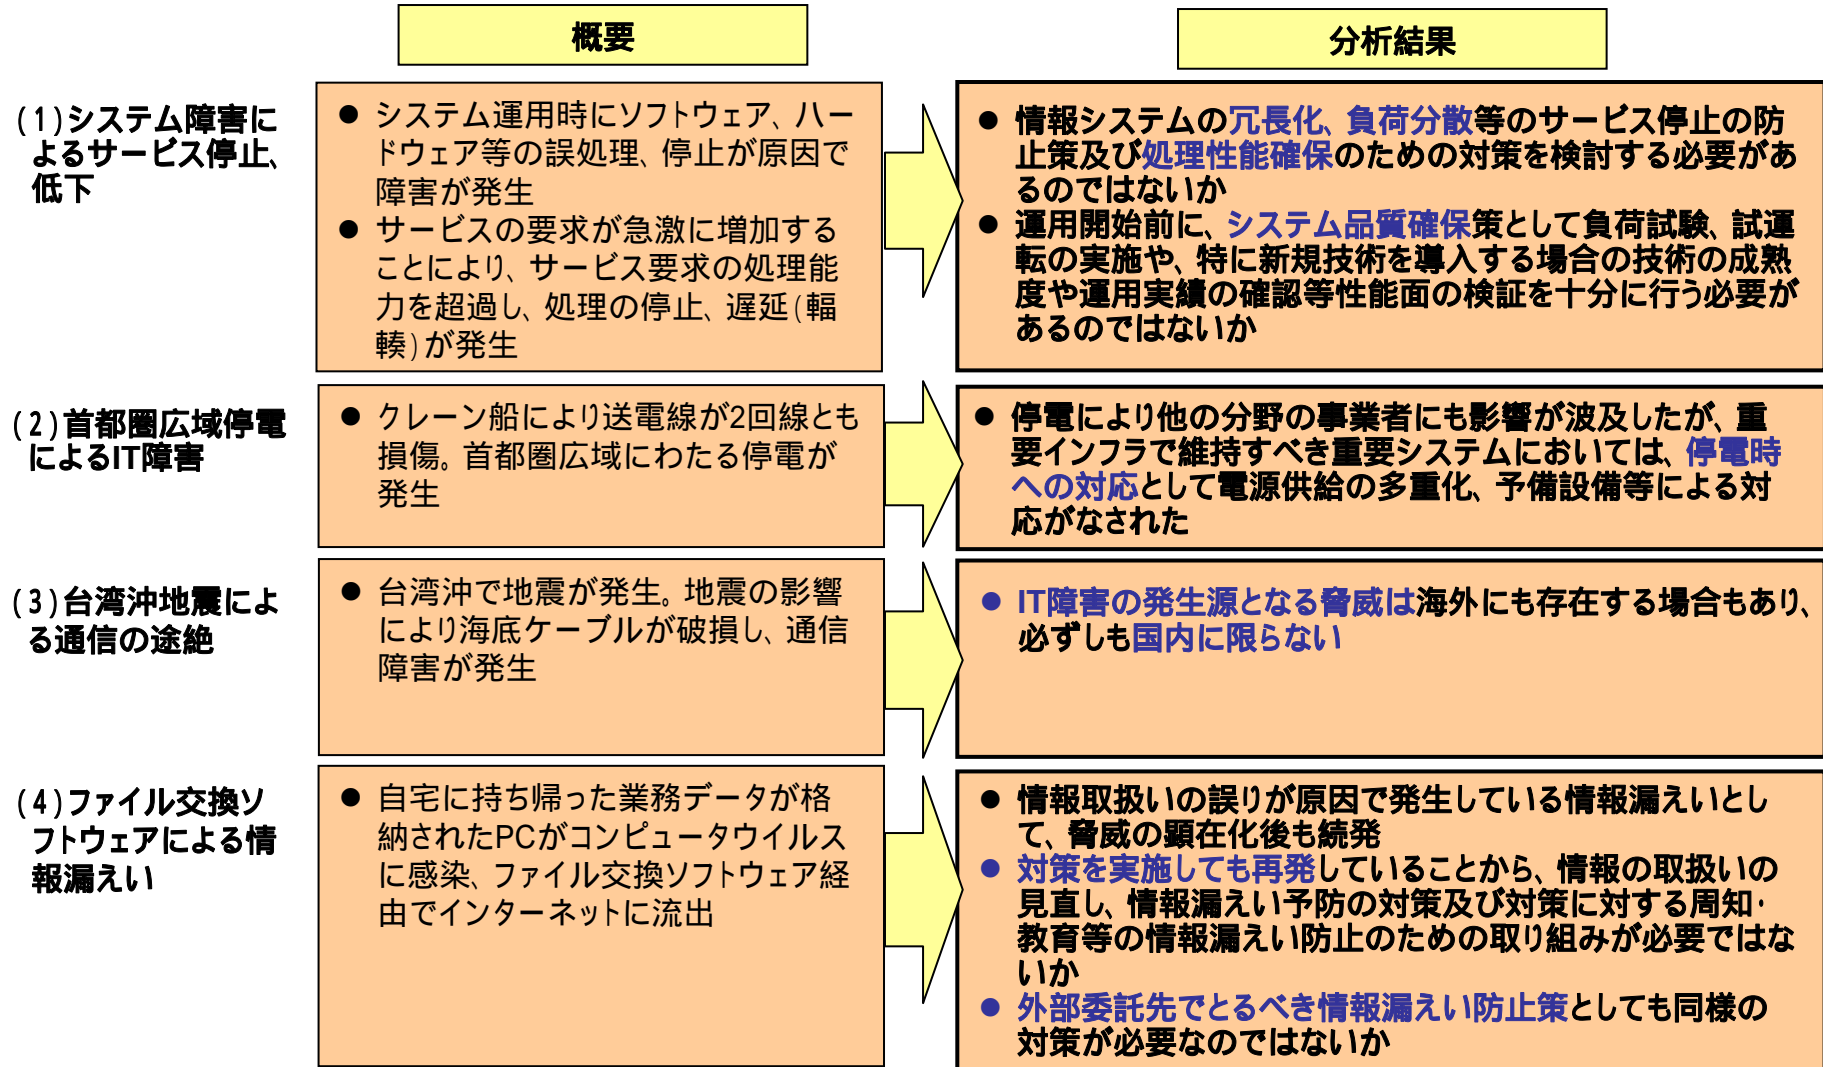 概要
分析結果
(1)システム障害に
よるサービス停止、
低下
● システム運用時にソフトウェア、ハー
ドウェア等の誤処理、停止が原因で
障害が発生
● サービスの要求が急激に増加する
ことにより、サービス要求の処理能
力を超過し、処理の停止、遅延(輻
輳)が発生
● 情報システムの冗長化、負荷分散等のサービス停止の防
止策及び処理性能確保のための対策を検討する必要があ
るのではないか
● 運用開始前に、システム品質確保策として負荷試験、試運
転の実施や、特に新規技術を導入する場合の技術の成熟
度や運用実績の確認等性能面の検証を十分に行う必要が
あるのではないか
(2)首都圏広域停電
によるIT障害
● クレーン船により送電線が2回線とも
損傷。首都圏広域にわたる停電が
発生
● 停電により他の分野の事業者にも影響が波及したが、重
要インフラで維持すべき重要システムにおいては、停電時
への対応として電源供給の多重化、予備設備等による対
応がなされた
(3)台湾沖地震によ
る通信の途絶
● 台湾沖で地震が発生。地震の影響
により海底ケーブルが破損し、通信
障害が発生
● IT障害の発生源となる脅威は海外にも存在する場合もあり、
必ずしも国内に限らない
(4)ファイル交換ソ
フトウェアによる情
報漏えい
● 自宅に持ち帰った業務データが格
納されたPCがコンピュータウイルス
に感染、ファイル交換ソフトウェア経
由でインターネットに流出
● 情報取扱いの誤りが原因で発生している情報漏えいとし
て、脅威の顕在化後も続発
● 対策を実施しても再発していることから、情報の取扱いの
見直し、情報漏えい予防の対策及び対策に対する周知・
教育等の情報漏えい防止のための取り組みが必要ではな
いか
● 外部委託先でとるべき情報漏えい防止策としても同様の
対策が必要なのではないか